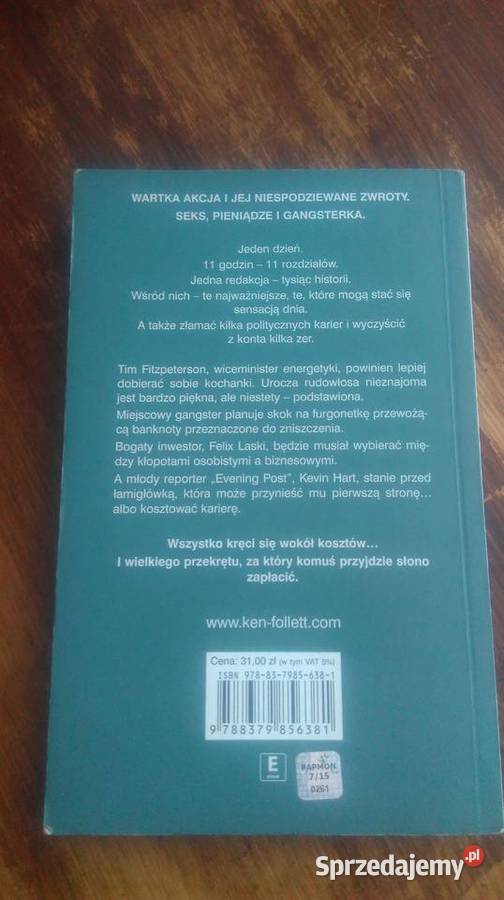 WARTKA AKCJA I JEJ NIESPODZIEWANE ZWROTY.
SEKS, PIENIĄDZE I GANGSTERKA.
Jeden dzień.
11 godzin – 11 rozdziałów.
Jedna redakcja – tysiąc historii.
Wśród nich – te najważniejsze, te, które mogą stać się
sensacją dnia.
A także złamać kilka politycznych karier i wyczyścić
z konta kilka zer.
Tim Fitzpeterson, wiceminister energetyki, powinien lepiej
dobierać sobie kochanki. Urocza rudowłosa nieznajoma
jest bardzo piękna, ale niestety – podstawiona.
Miejscowy gangster planuje skok na furgonetkę przewożą-
cą banknoty przeznaczone do zniszczenia.
Bogaty inwestor, Felix Laski, będzie musiał wybierać mię-
dzy kłopotami osobistymi a biznesowymi.
A młody reporter „Evening Post”, Kevin Hart, stanie przed
łamigłówką, która może przynieść mu pierwszą stronę...
albo kosztować karierę.
Wszystko kręci się wokół kosztów...
I wielkiego przekrętu, za który komuś przyjdzie słono
zapłacić.
www.ken-follett.com
Cena: 31,00 zł (w tym VAT 5%)
ISBN 978-83-7985-638-1
9 788379 856381
E
PAPMON
7/15
0261
Sprzedajemy.pl